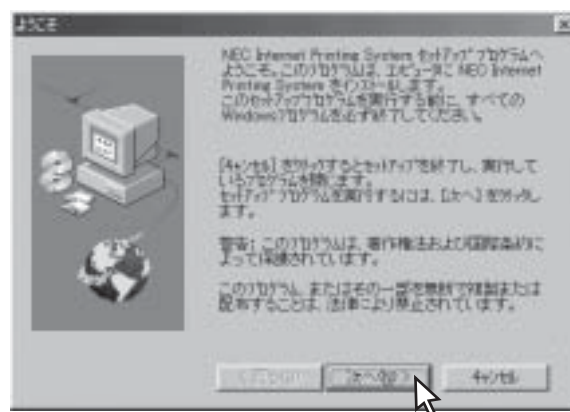 ようこそ
NEC Internet Printing System セットアップ プログラムへ
ようこそ。このプログラムは、コンピュータに NEC Internet
Printing System をインストールします。
このセットアッププログラムを実行する前に、すべての
Windowsプログラムを必ず終了してください。
[キャンセル] をクリックするとセットアップを終了し、実行して
いるプログラムを閉じます。
セットアップ プログラムを実行するには、[次へ] をクリックし
ます。
警告: このプログラムは、著作権法および国際条約に
よって保護されています。
このプログラム、またはその一部を無断で複製または
配布することは、法律により禁止されています。
次へ(N) > キャンセル